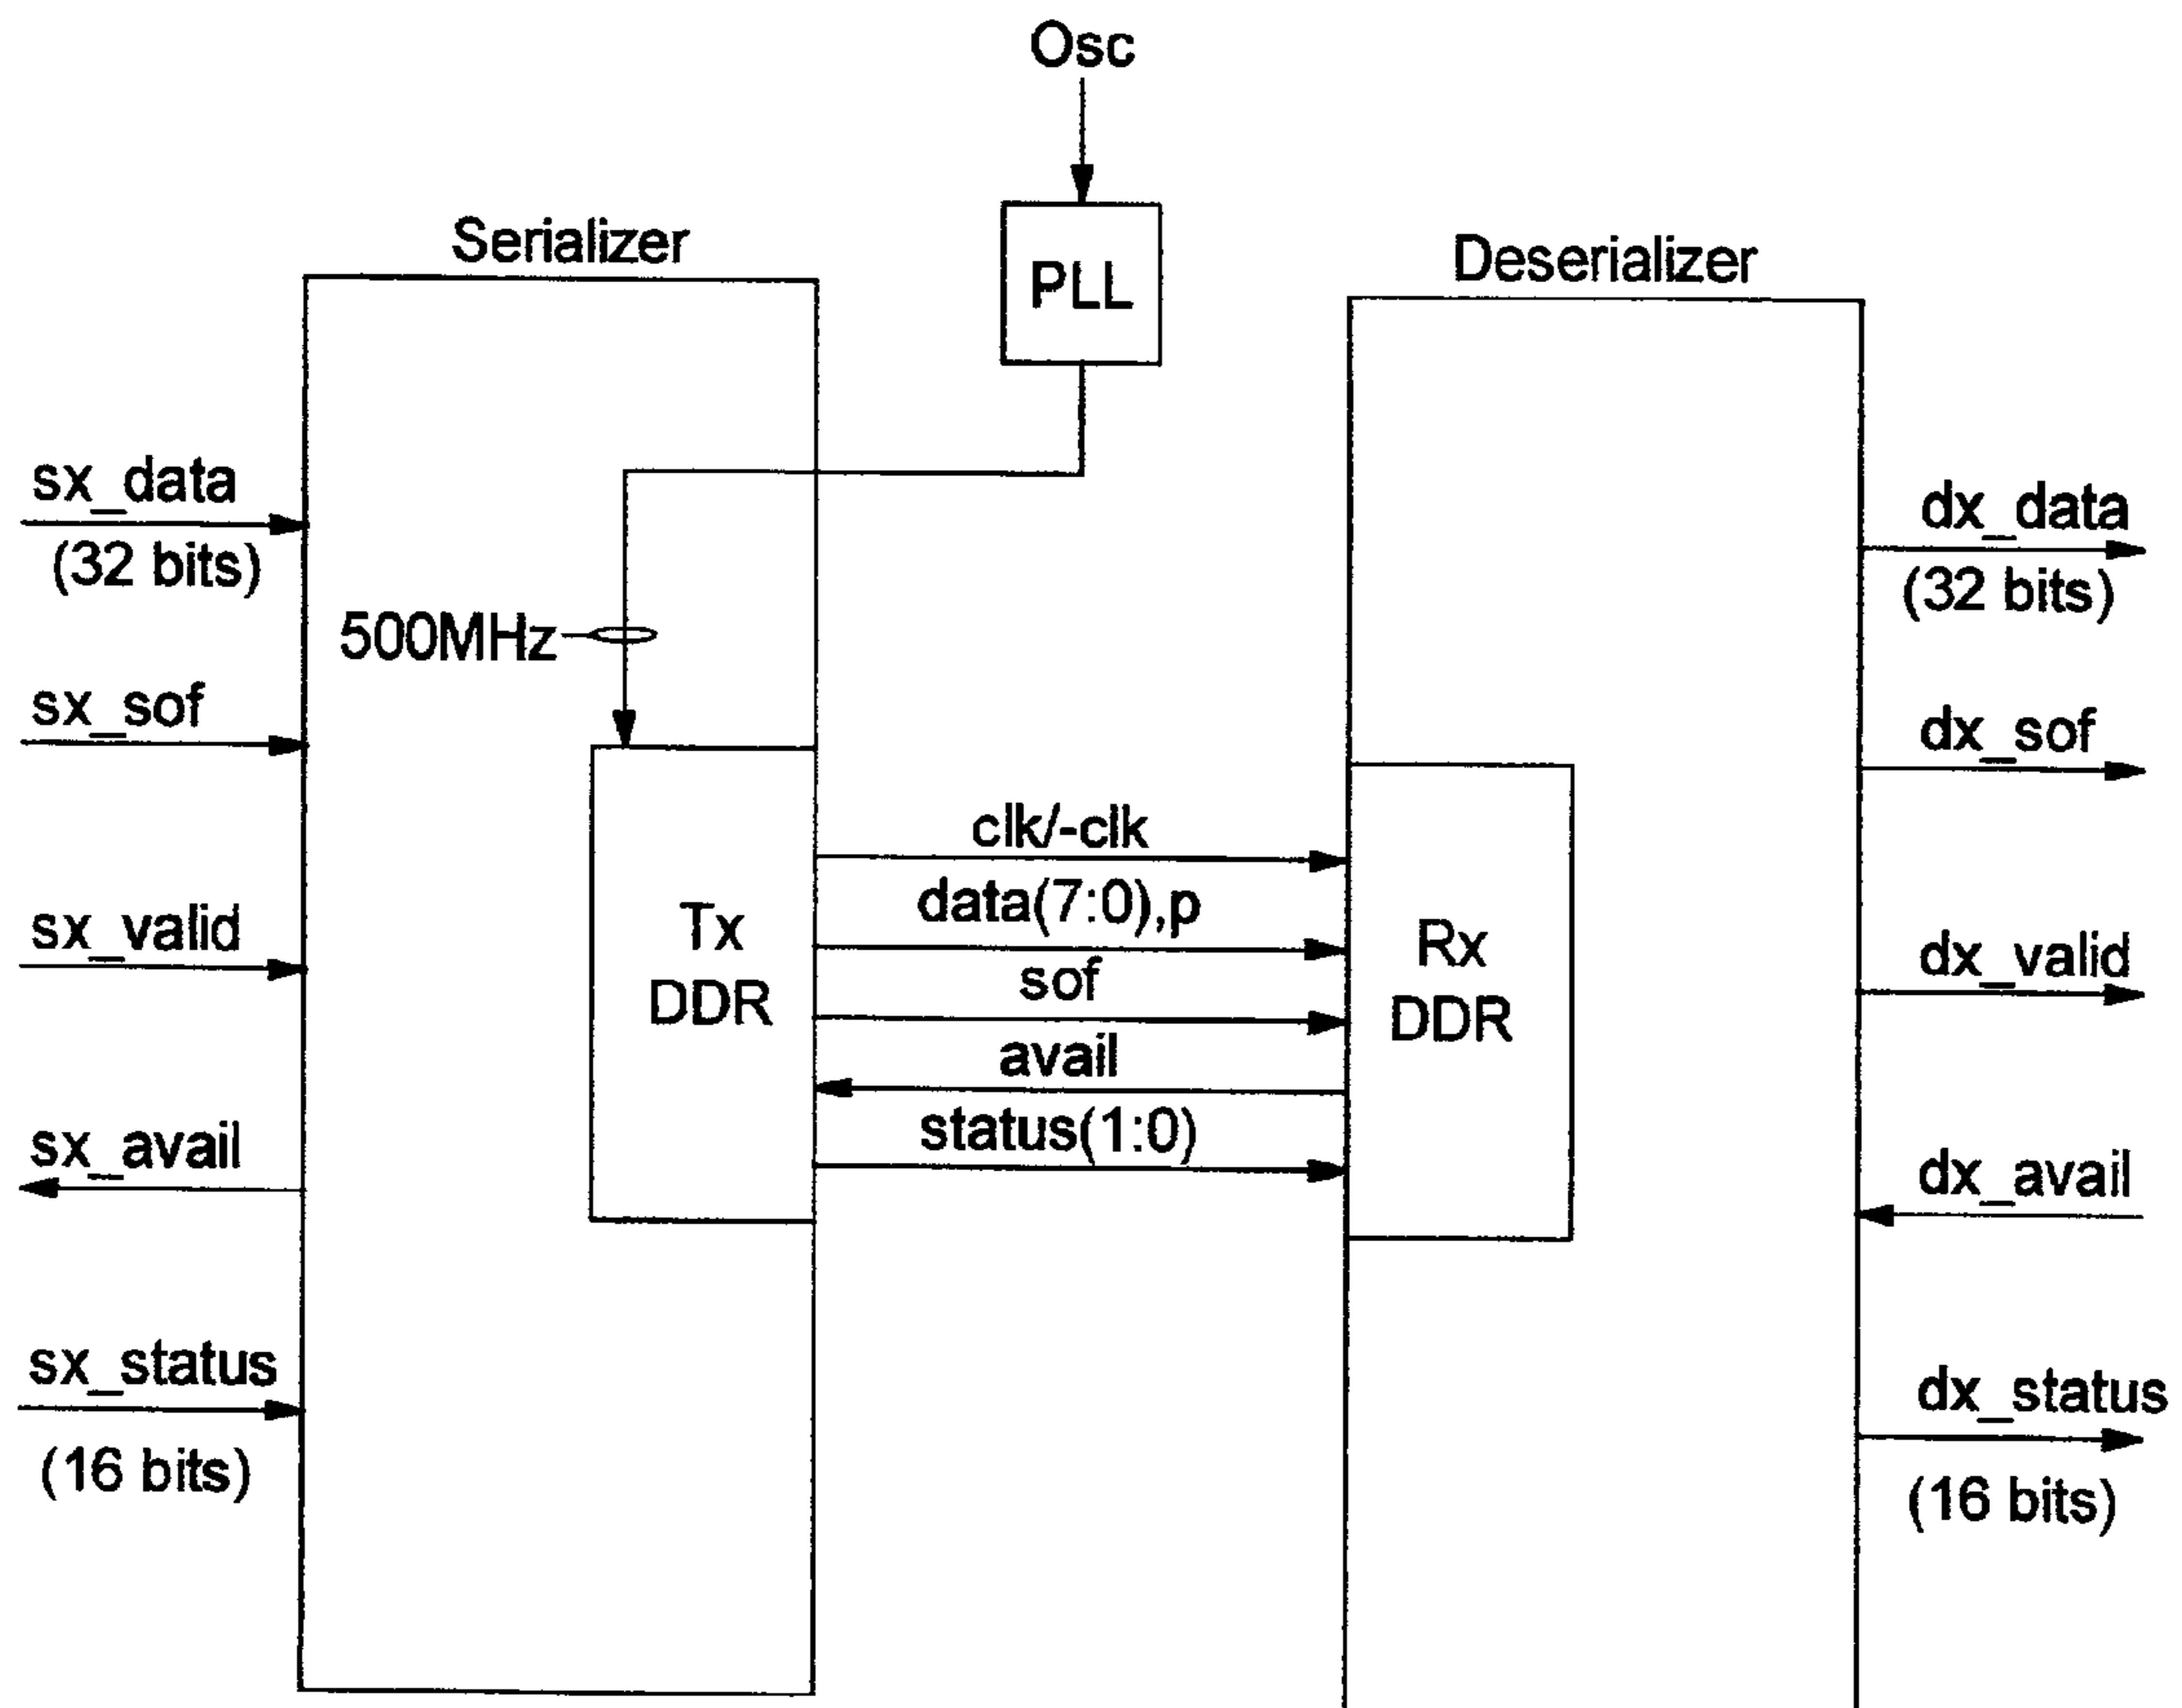 Osc
PLL
Serializer
Deserializer
sx_data
(32 bits)
500MHz
sx_sof
sx_valid
sx_avail
sx_status
(16 bits)
Tx
DDR
clk/-clk
data(7:0),p
sof
avail
status(1:0)
Rx
DDR
dx_data
(32 bits)
dx_sof
dx_valid
dx_avail
dx_status
(16 bits)